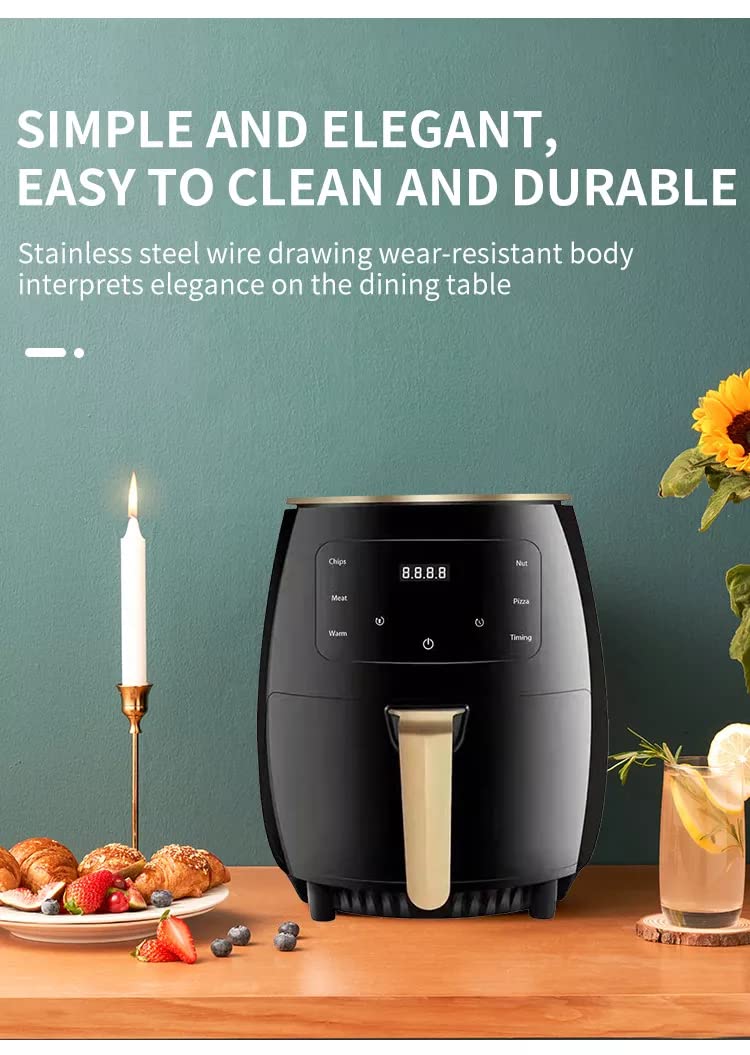 SIMPLE AND ELEGANT,
EASY TO CLEAN AND DURABLE
Stainless steel wire drawing wear-resistant body
interprets elegance on the dining table
8.8.8.8
Chips
Nut
Meat
Pizza
Warm
Timing